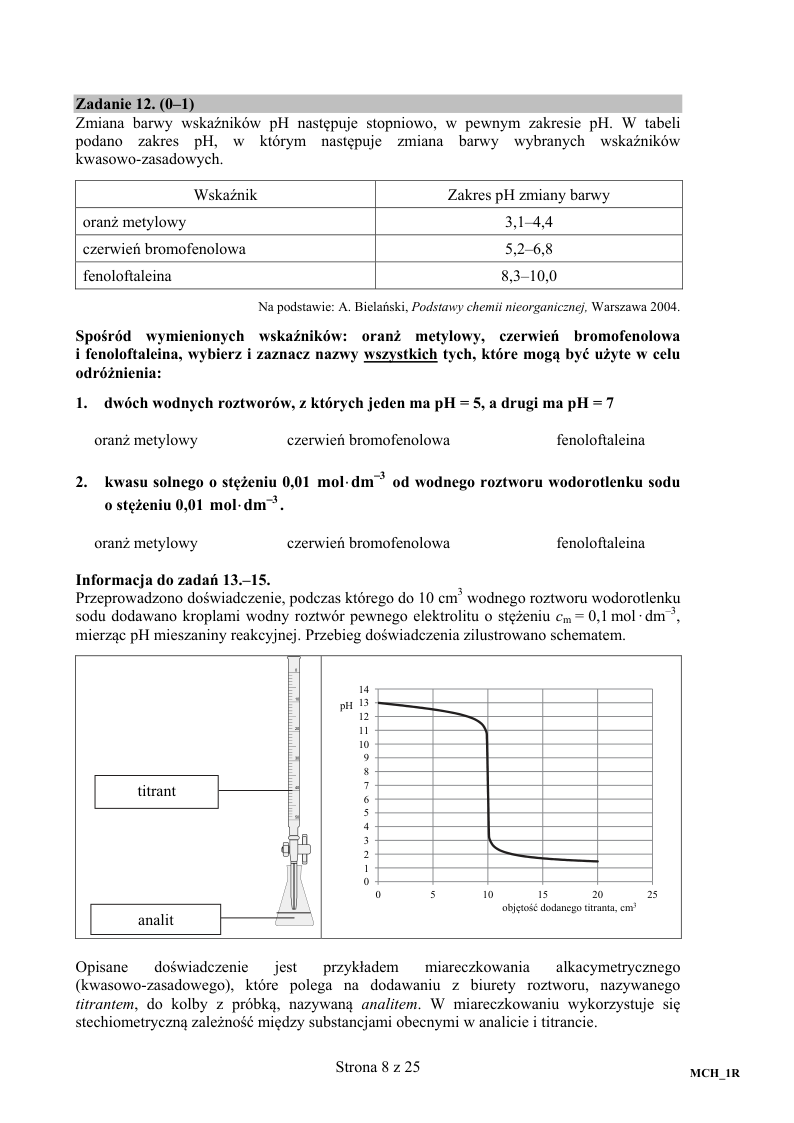 Zadanie 12. (0–1)
Zmiana barwy wskaźników pH następuje stopniowo, w pewnym zakresie pH. W tabeli
podano zakres pH, w którym następuje zmiana barwy wybranych wskaźników
kwasowo-zasadowych.
Wskaźnik Zakres pH zmiany barwy
oranż metylowy 3,1–4,4
czerwień bromofenolowa 5,2–6,8
fenoloftaleina 8,3–10,0
Na podstawie: A. Bielański, Podstawy chemii nieorganicznej, Warszawa 2004.
Spośród wymienionych wskaźników: oranż metylowy, czerwień bromofenolowa
i fenoloftaleina, wybierz i zaznacz nazwy wszystkich tych, które mogą być użyte w celu
odróżnienia:
1. dwóch wodnych roztworów, z których jeden ma pH = 5, a drugi ma pH = 7
oranż metylowy czerwień bromofenolowa fenoloftaleina
2. kwasu solnego o stężeniu 0,01 mol·dm⁻³ od wodnego roztworu wodorotlenku sodu
o stężeniu 0,01 mol·dm⁻³.
oranż metylowy czerwień bromofenolowa fenoloftaleina
Informacja do zadań 13.–15.
Przeprowadzono doświadczenie, podczas którego do 10 cm³ wodnego roztworu wodorotlenku
sodu dodawano kroplami wodny roztwór pewnego elektrolitu o stężeniu cₘ = 0,1 mol·dm⁻³,
mierząc pH mieszaniny reakcyjnej. Przebieg doświadczenia zilustrowano schematem.
titrant
analit
pH
14
13
12
11
10
9
8
7
6
5
4
3
2
1
0
0 5 10 15 20 25
objętość dodanego titranta, cm³
Opisane doświadczenie jest przykładem miareczkowania alkacymetrycznego
(kwasowo-zasadowego), które polega na dodawaniu z biurety roztworu, nazywanego
titrantem, do kolby z próbką, nazywaną analitem. W miareczkowaniu wykorzystuje się
stechiometryczną zależność między substancjami obecnymi w analicie i titrancie.
Strona 8 z 25
MCH_1R